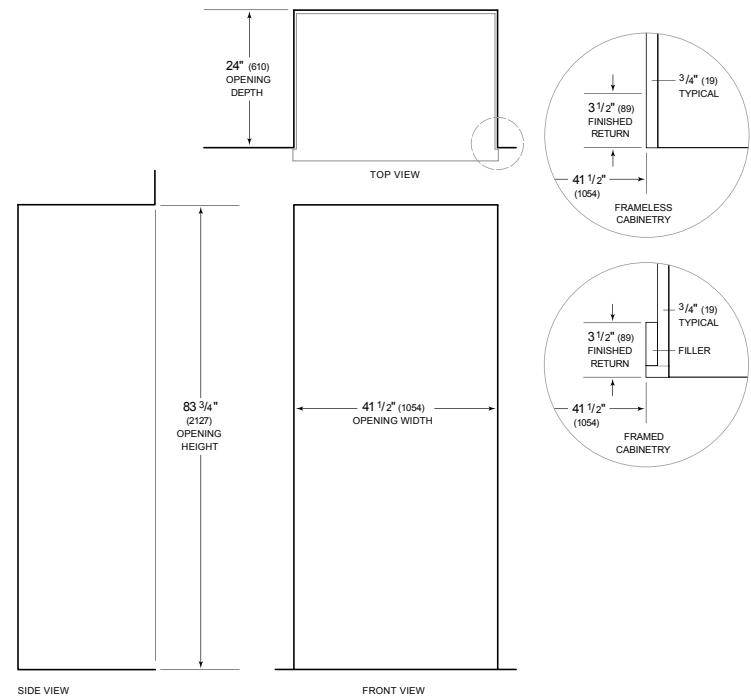 24" (610)
OPENING
DEPTH
TOP VIEW
3/4" (19)
TYPICAL
3 1/2" (89)
FINISHED
RETURN
41 1/2"
(1054)
FRAMELESS
CABINETRY
3/4" (19)
TYPICAL
3 1/2" (89)
FINISHED
RETURN
FILLER
41 1/2"
(1054)
FRAMED
CABINETRY
83 3/4"
(2127)
OPENING
HEIGHT
41 1/2" (1054)
OPENING WIDTH
SIDE VIEW
FRONT VIEW